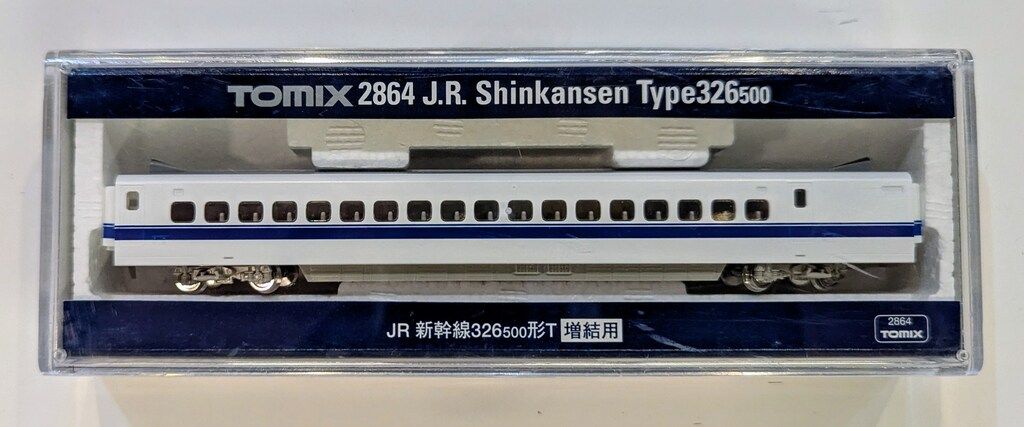 TOMIX 2864 J.R. Shinkansen Type326500
JR 新幹線326500形T 増結用
2864
TOMIX